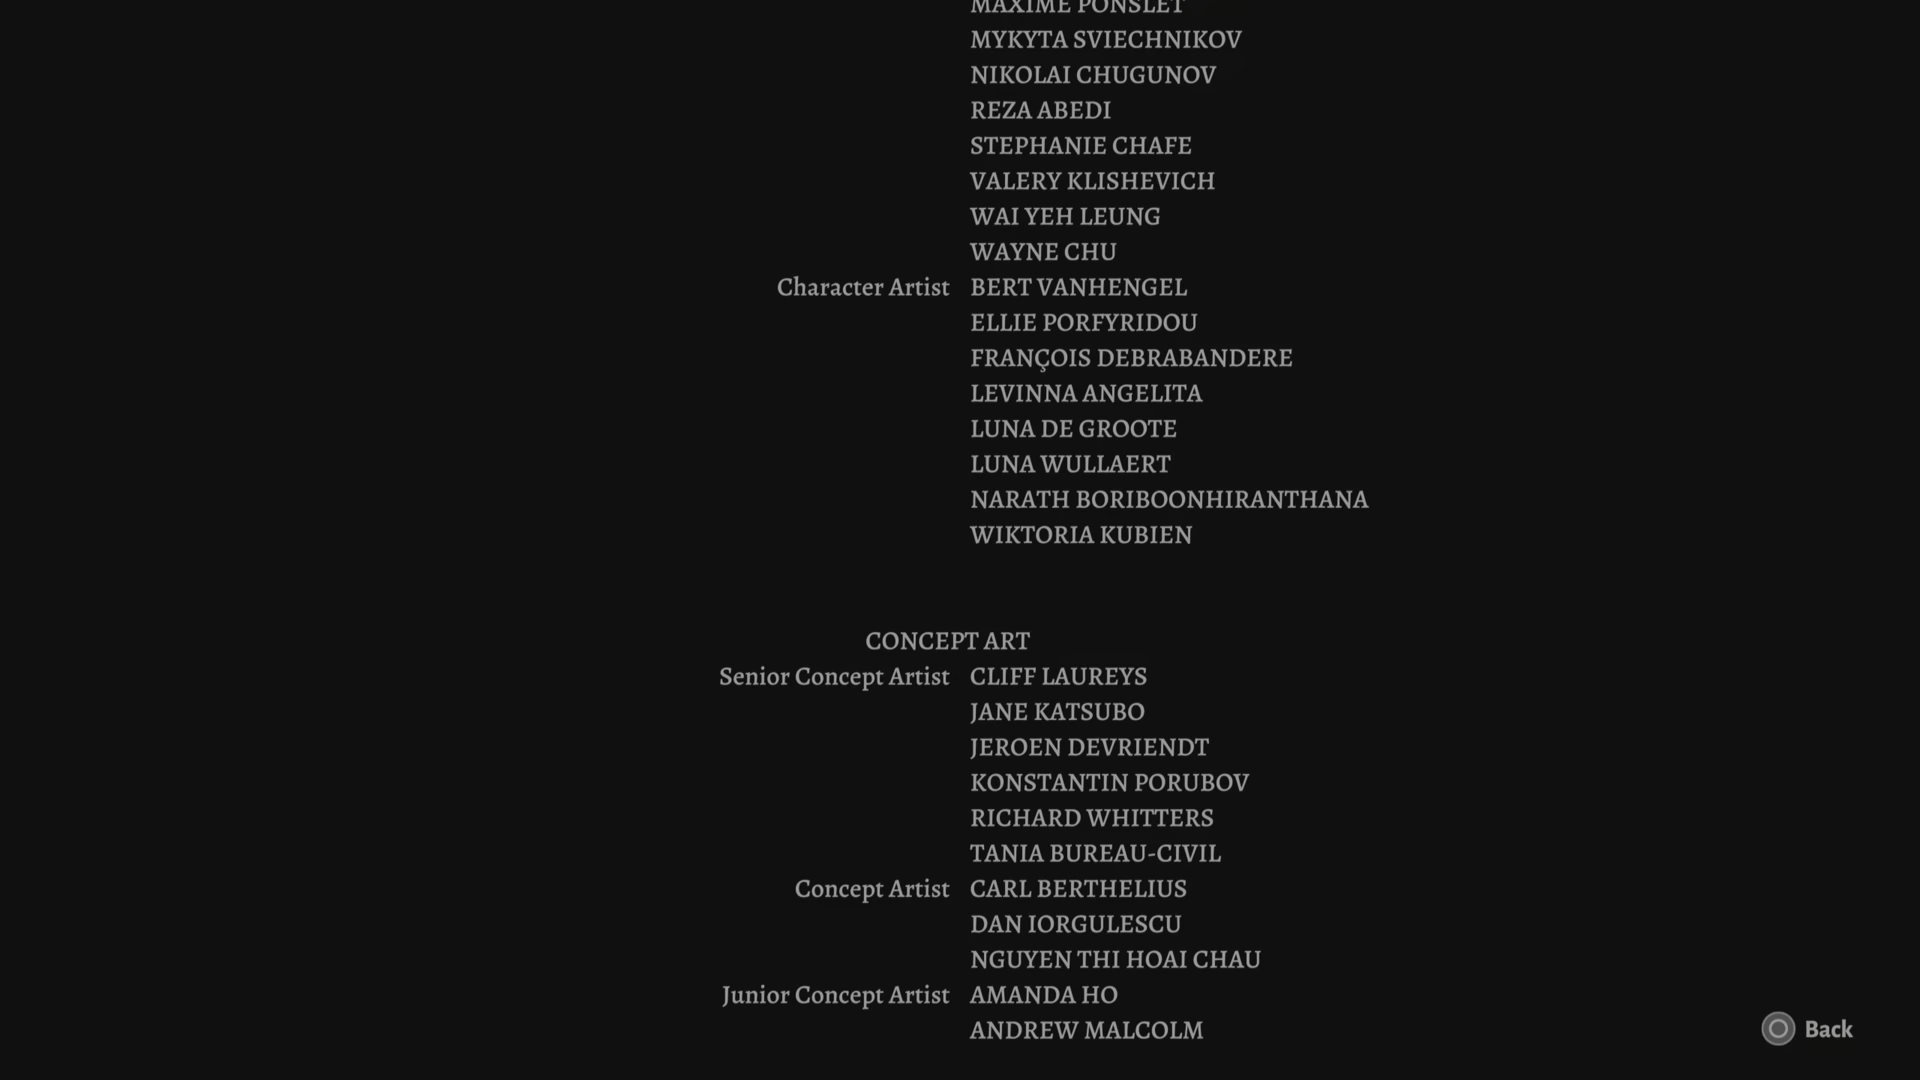 MAXIME PONSLET
MYKYTA SVIECHNIKOV
NIKOLAI CHUGUNOV
REZA ABEDI
STEPHANIE CHAFE
VALERY KLISHEVICH
WAI YEH LEUNG
WAYNE CHU
Character Artist BERT VANHENGEL
ELLIE PORFYRIDOU
FRANÇOIS DEBRABANDERE
LEVINNA ANGELITA
LUNA DE GROOTE
LUNA WULLAERT
NARATH BORIBOONHIRANTHANA
WIKTORIA KUBIEN
CONCEPT ART
Senior Concept Artist CLIFF LAUREYS
JANE KATSUBO
JEROEN DEVRIENDT
KONSTANTIN PORUBOV
RICHARD WHITTERS
TANIA BUREAU-CIVIL
Concept Artist CARL BERTHELIUS
DAN IORGULESCU
NGUYEN THI HOAI CHAU
Junior Concept Artist AMANDA HO
ANDREW MALCOLM
Back